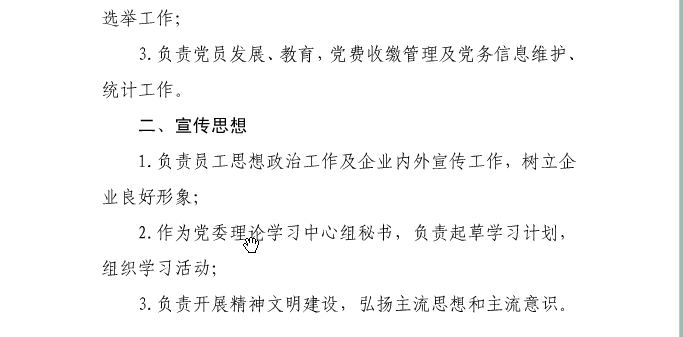 选举工作；
3.负责党员发展、教育，党费收缴管理及党务信息维护、
统计工作。
二、宣传思想
1.负责员工思想政治工作及企业内外宣传工作，树立企
业良好形象；
2.作为党委理论学习中心组秘书，负责起草学习计划，
组织学习活动；
3.负责开展精神文明建设，弘扬主流思想和主流意识。